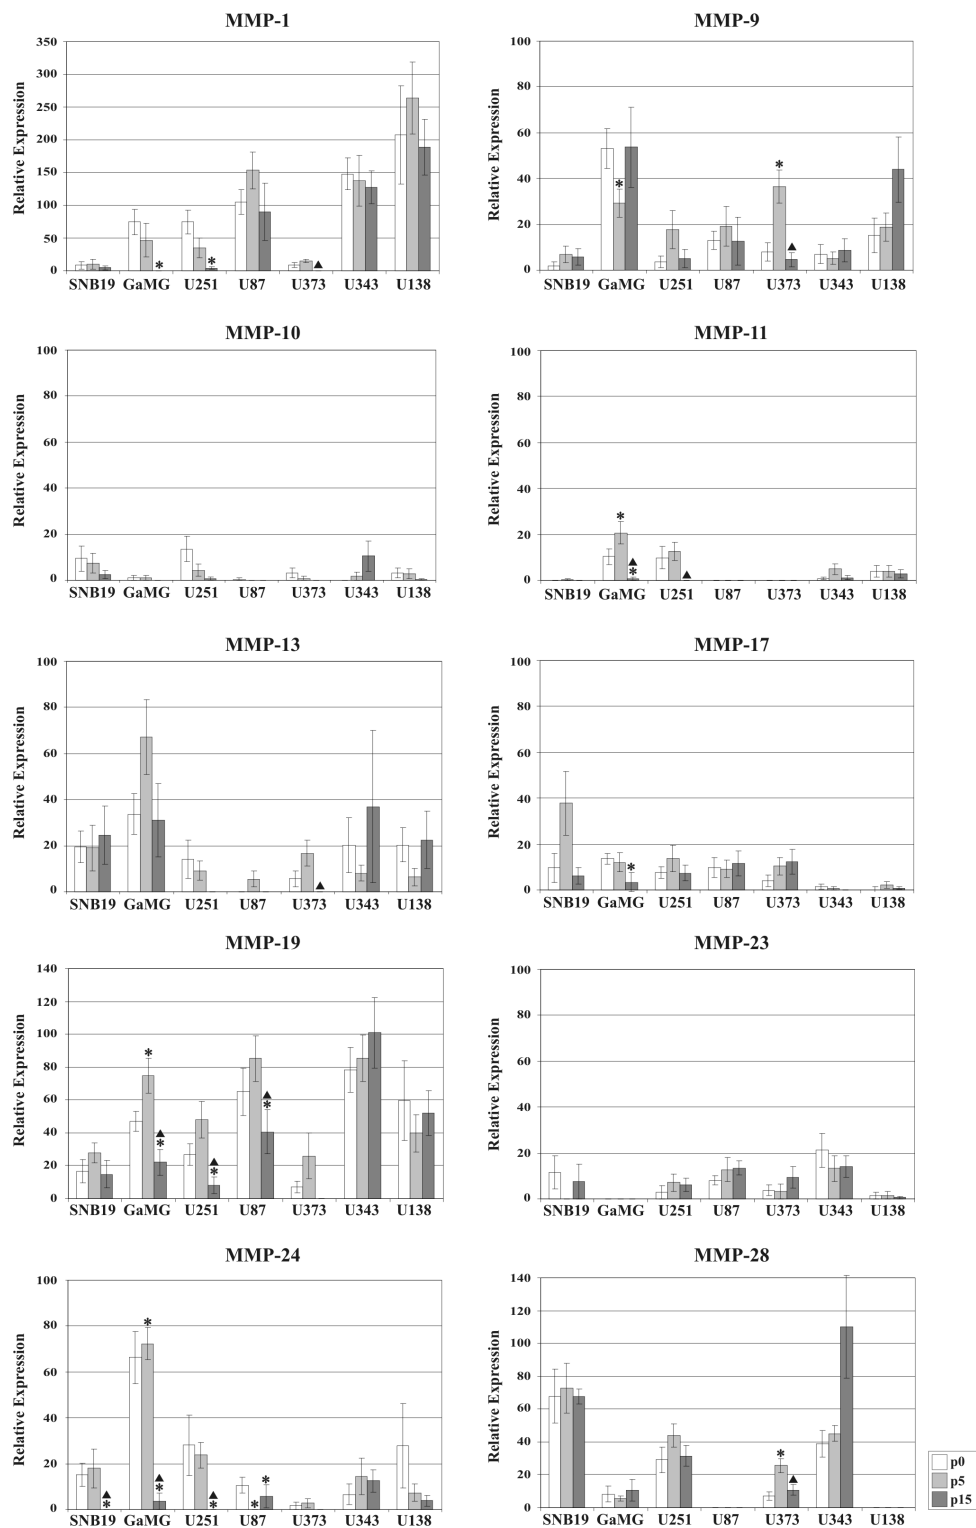 MMP-1
Relative Expression
350
300
250
200
150
100
50
0
* * ▲
SNB19 GaMG U251 U87 U373 U343 U138
MMP-9
Relative Expression
100
80
60
40
20
0
* * ▲
SNB19 GaMG U251 U87 U373 U343 U138
MMP-10
Relative Expression
100
80
60
40
20
0
SNB19 GaMG U251 U87 U373 U343 U138
MMP-11
Relative Expression
100
80
60
40
20
0
* ▲ * ▲
SNB19 GaMG U251 U87 U373 U343 U138
MMP-13
Relative Expression
100
80
60
40
20
0
▲
SNB19 GaMG U251 U87 U373 U343 U138
MMP-17
Relative Expression
100
80
60
40
20
0
*
SNB19 GaMG U251 U87 U373 U343 U138
MMP-19
Relative Expression
140
120
100
80
60
40
20
0
* ▲ * ▲ * ▲ *
SNB19 GaMG U251 U87 U373 U343 U138
MMP-23
Relative Expression
100
80
60
40
20
0
SNB19 GaMG U251 U87 U373 U343 U138
MMP-24
Relative Expression
100
80
60
40
20
0
▲ * * ▲ * ▲ * * *
SNB19 GaMG U251 U87 U373 U343 U138
MMP-28
Relative Expression
140
120
100
80
60
40
20
0
* ▲
SNB19 GaMG U251 U87 U373 U343 U138
p0
p5
p15